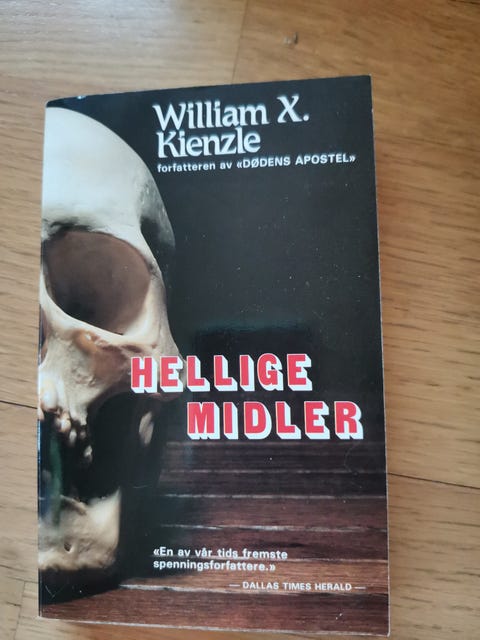 William X.
Kienzle
forfatteren av «DØDENS APOSTEL»
HELLIGE
MIDLER
«En av vår tids fremste
spenningsforfattere.»
— DALLAS TIMES HERALD —